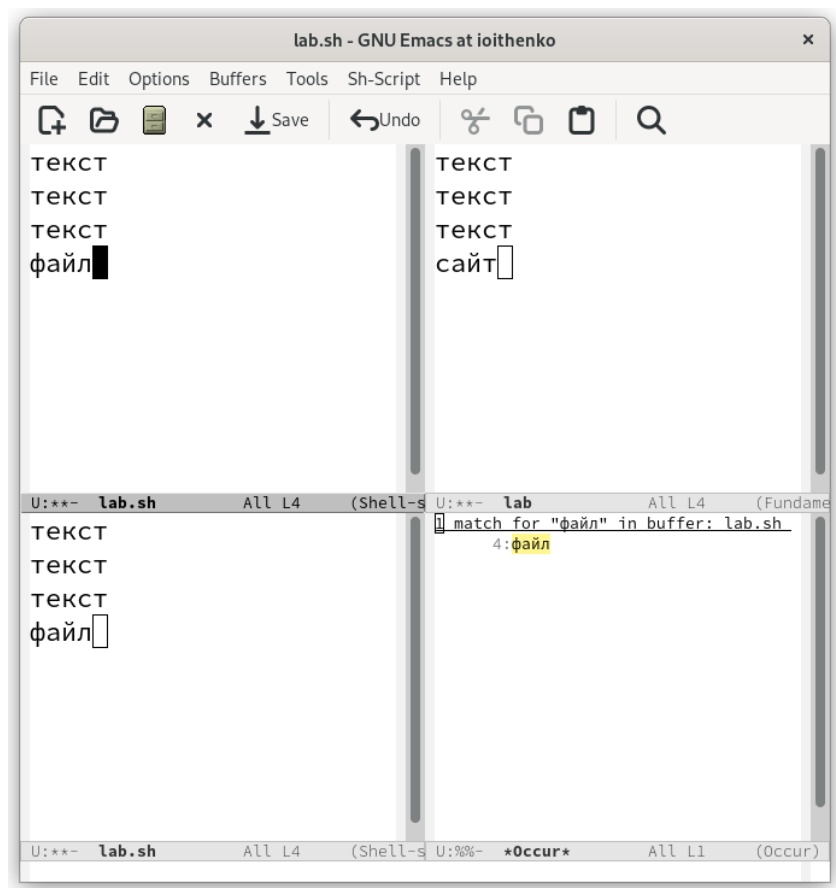 lab.sh - GNU Emacs at ioithenko
File Edit Options Buffers Tools Sh-Script Help
Save Undo
текст
текст
текст
файл
U:**- lab.sh All L4 (Shell-s
текст
текст
текст
сайт
U:**- lab All L4 (Fundame
текст
текст
текст
файл
U:**- lab.sh All L4 (Shell-s
1 match for "файл" in buffer: lab.sh
4:файл
U:%%- *Occur* All L1 (Occur)